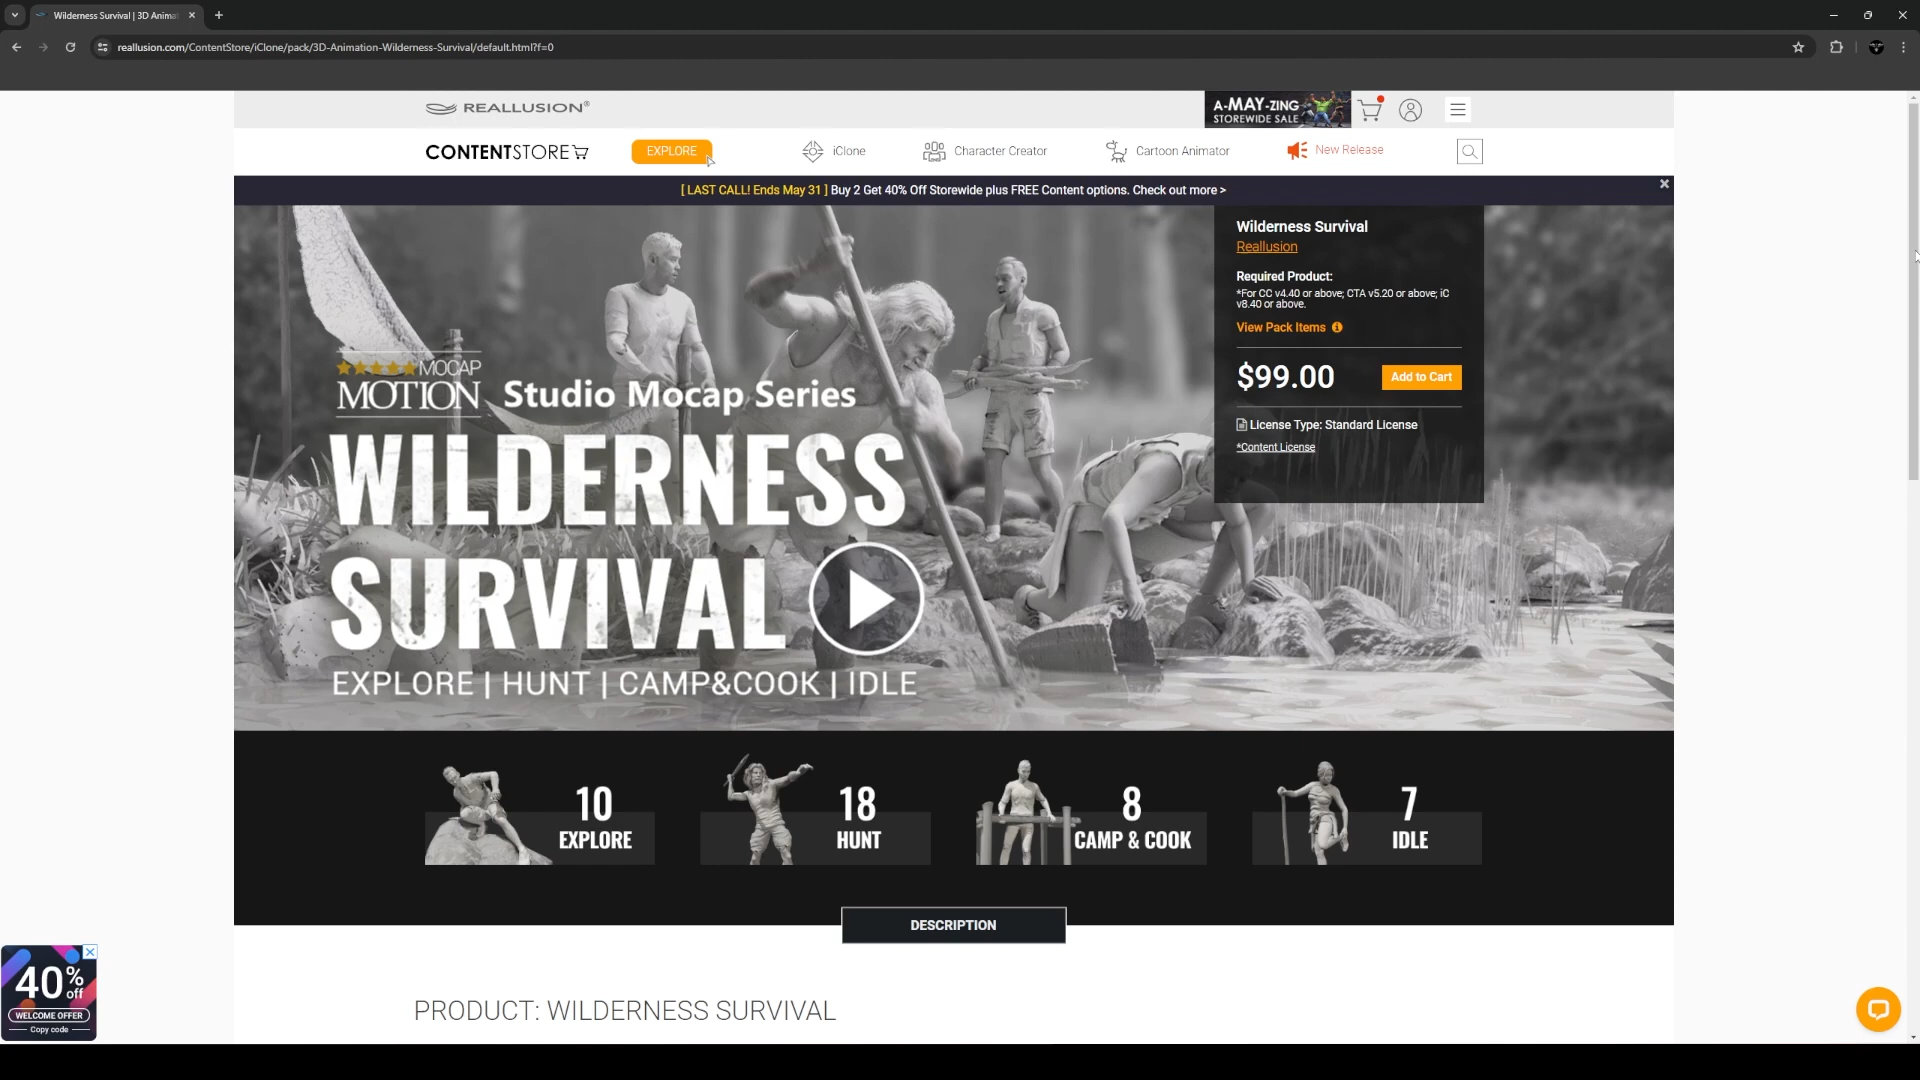 Wilderness Survival | 3D Anima
reallusion.com/ContentStore/iClone/pack/3D-Animation-Wilderness-Survival/default.html?f=0
REALLUSION®
A-MAY-ZING
STOREWIDE SALE
CONTENTSTORE
EXPLORE
iClone
Character Creator
Cartoon Animator
New Release
[ LAST CALL! Ends May 31 ] Buy 2 Get 40% Off Storewide plus FREE Content options. Check out more >
Wilderness Survival
Reallusion
Required Product:
*For CC v4.40 or above; CTA v5.20 or above; iC
v8.40 or above.
View Pack Items
$99.00
Add to Cart
License Type: Standard License
*Content License
MOCAP
MOTION
Studio Mocap Series
WILDERNESS
SURVIVAL
EXPLORE | HUNT | CAMP&COOK | IDLE
10
EXPLORE
18
HUNT
8
CAMP & COOK
7
IDLE
DESCRIPTION
PRODUCT: WILDERNESS SURVIVAL
40% off
WELCOME OFFER
Copy code